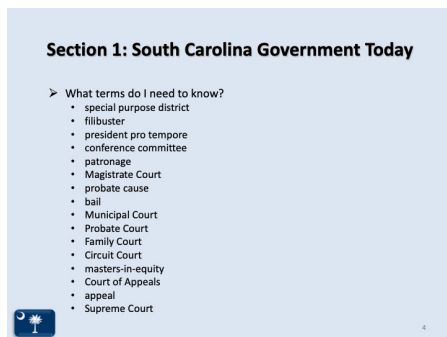 Section 1: South Carolina Government Today
➢ What terms do I need to know?
• special purpose district
• filibuster
• president pro tempore
• conference committee
• patronage
• Magistrate Court
• probate cause
• bail
• Municipal Court
• Probate Court
• Family Court
• Circuit Court
• masters-in-equity
• Court of Appeals
• appeal
• Supreme Court
4